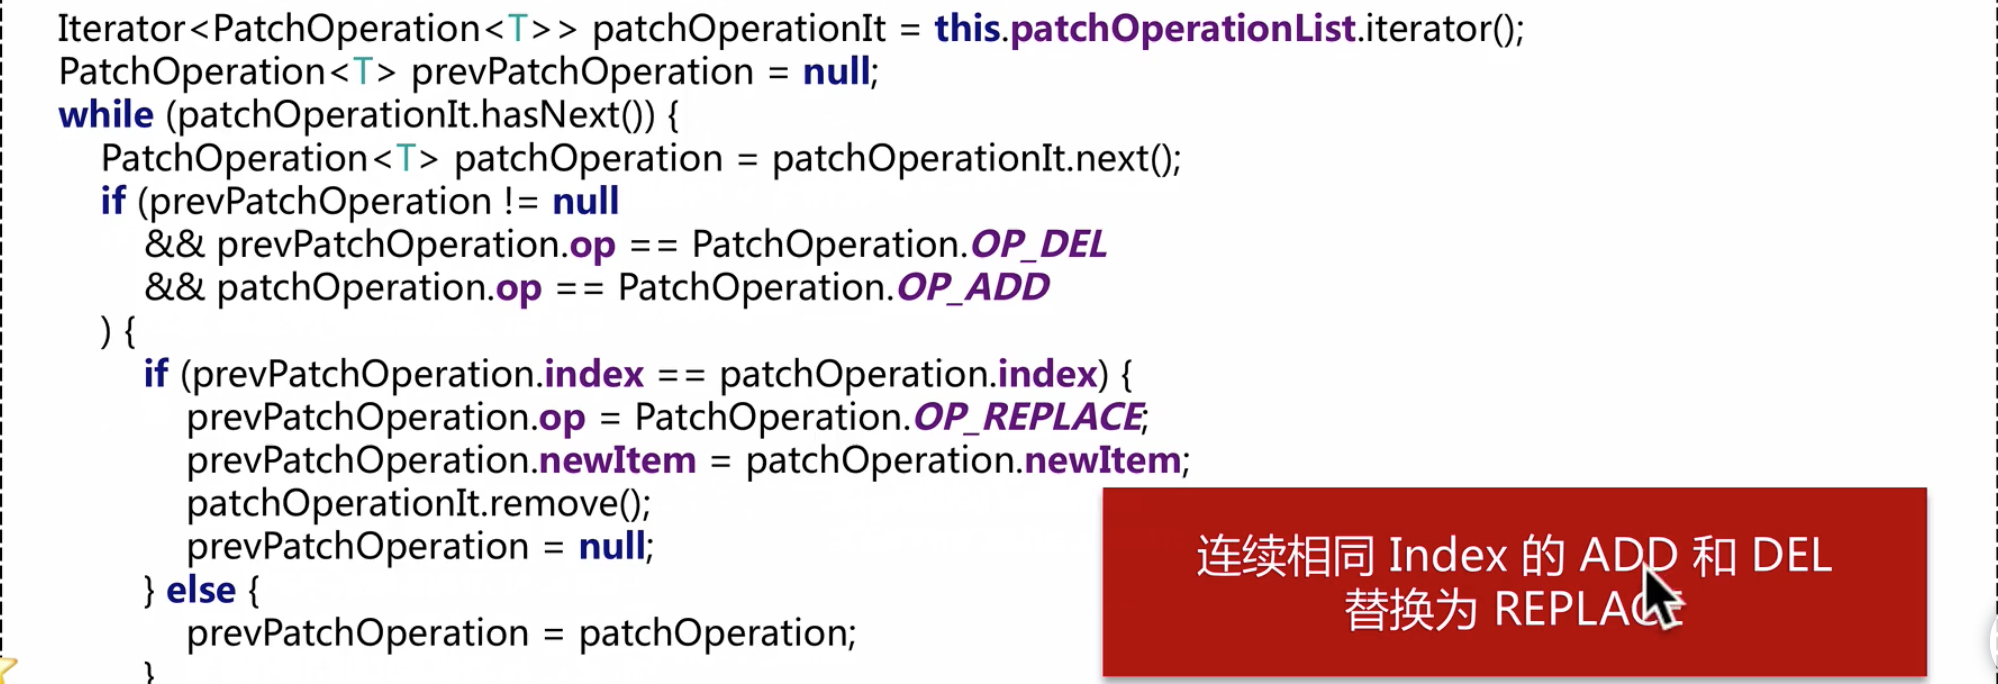 Iterator<PatchOperation<T>> patchOperationIt = this.patchOperationList.iterator();
PatchOperation<T> prevPatchOperation = null;
while (patchOperationIt.hasNext()) {
PatchOperation<T> patchOperation = patchOperationIt.next();
if (prevPatchOperation != null
&& prevPatchOperation.op == PatchOperation.OP_DEL
&& patchOperation.op == PatchOperation.OP_ADD
) {
if (prevPatchOperation.index == patchOperation.index) {
prevPatchOperation.op = PatchOperation.OP_REPLACE;
prevPatchOperation.newItem = patchOperation.newItem;
patchOperationIt.remove();
prevPatchOperation = null;
} else {
prevPatchOperation = patchOperation;
}
连续相同 Index 的 ADD 和 DEL
替换为 REPLACE